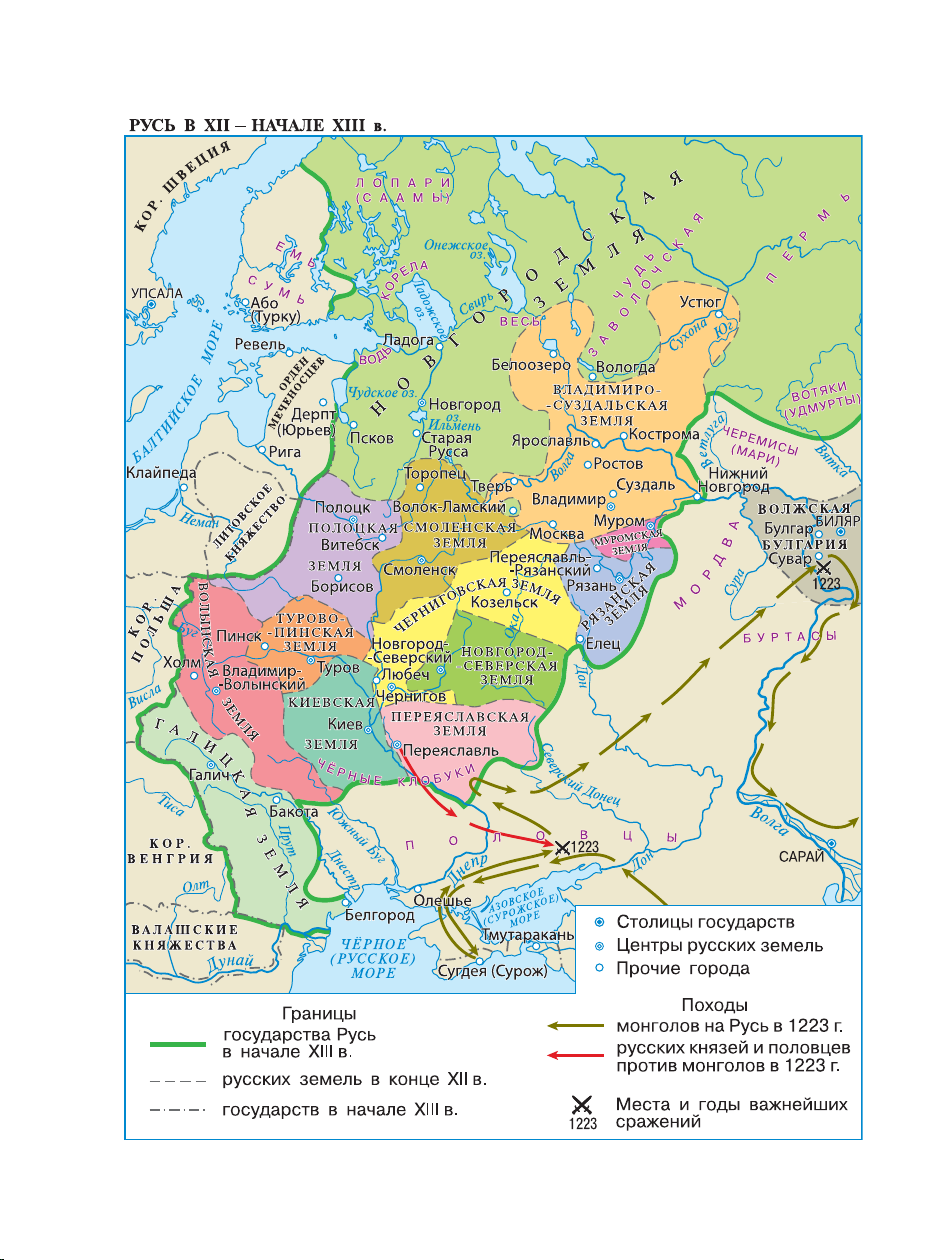 РУСЬ В XII – НАЧАЛЕ XIII в.
КОР. ШВЕЦИЯ
ЛОПАРИ
(СААМЫ)
НОВГОРОДСКАЯ
ЗЕМЛЯ
ПЕРМЬ
ЗАВОЛОЧСКАЯ
ЧУДЬ
Онежское
оз.
ЕМЬ
СУМЬ
КОРЕЛА
Ладожское
оз.
Свирь
УПСАЛА
Або
(Турку)
ВЕСЬ
Устюг
Сухона
Юг
Ревель
Ладога
ВОДЬ
БАЛТИЙСКОЕ МОРЕ
Белоозеро
Вологда
ОРДЕН
МЕЧЕНОСЦЕВ
Чудское оз.
ВЛАДИМИРО-
-СУЗДАЛЬСКАЯ
ЗЕМЛЯ
ВОТЯКИ
(УДМУРТЫ)
Дерпт
(Юрьев)
Новгород
оз.
Ильмень
Псков
Старая
Русса
Ярославль
Кострома
Ветлуга
ЧЕРЕМИСЫ
(МАРИ)
Вятка
Рига
Волга
Ростов
Клайпеда
Торопец
Тверь
Суздаль
Нижний
Новгород
Неман
ЛИТОВСКОЕ
КНЯЖЕСТВО
Полоцк
Волок-Ламский
Владимир
ВОЛЖСКАЯ
БУЛГАРИЯ
Булгар
БИЛЯР
Сувар
1223
ПОЛОЦКАЯ
ЗЕМЛЯ
СМОЛЕНСКАЯ
ЗЕМЛЯ
Муром
Москва
МУРОМСКАЯ
ЗЕМЛЯ
Витебск
Переяславль-
-Рязанский
Смоленск
Рязань
МОРДВА
Сура
Борисов
ЧЕРНИГОВСКАЯ ЗЕМЛЯ
Козельск
РЯЗАНСКАЯ
ЗЕМЛЯ
КОР.
ПОЛЬША
ВОЛЫНСКАЯ
ЗЕМЛЯ
ТУРОВО-
-ПИНСКАЯ
ЗЕМЛЯ
Ока
БУРТАСЫ
Пинск
Новгород-
-Северский
НОВГОРОД-
-СЕВЕРСКАЯ
ЗЕМЛЯ
Елец
Холм
Владимир-
-Волынский
Туров
Любеч
Дон
Висла
Чернигов
КИЕВСКАЯ
ЗЕМЛЯ
ПЕРЕЯСЛАВСКАЯ
ЗЕМЛЯ
Киев
Переяславль
ГАЛИЦКАЯ ЗЕМЛЯ
Галич
ЧЁРНЫЕ КЛОБУКИ
Северский Донец
Тиса
Бакота
Прут
Южный Буг
Днестр
ПОЛОВЦЫ
1223
Волга
САРАЙ
КОР.
ВЕНГРИЯ
Олт
Днепр
Дон
Олешье
Белгород
АЗОВСКОЕ
(СУРОЖСКОЕ)
МОРЕ
ВАЛАШСКИЕ
КНЯЖЕСТВА
Дунай
ЧЁРНОЕ
(РУССКОЕ)
МОРЕ
Тмутаракань
Сугдея (Сурож)
Столицы государств
Центры русских земель
Прочие города
Границы
государства Русь
в начале XIII в.
русских земель в конце XII в.
государств в начале XIII в.
Походы
монголов на Русь в 1223 г.
русских князей и половцев
против монголов в 1223 г.
1223
Места и годы важнейших
сражений